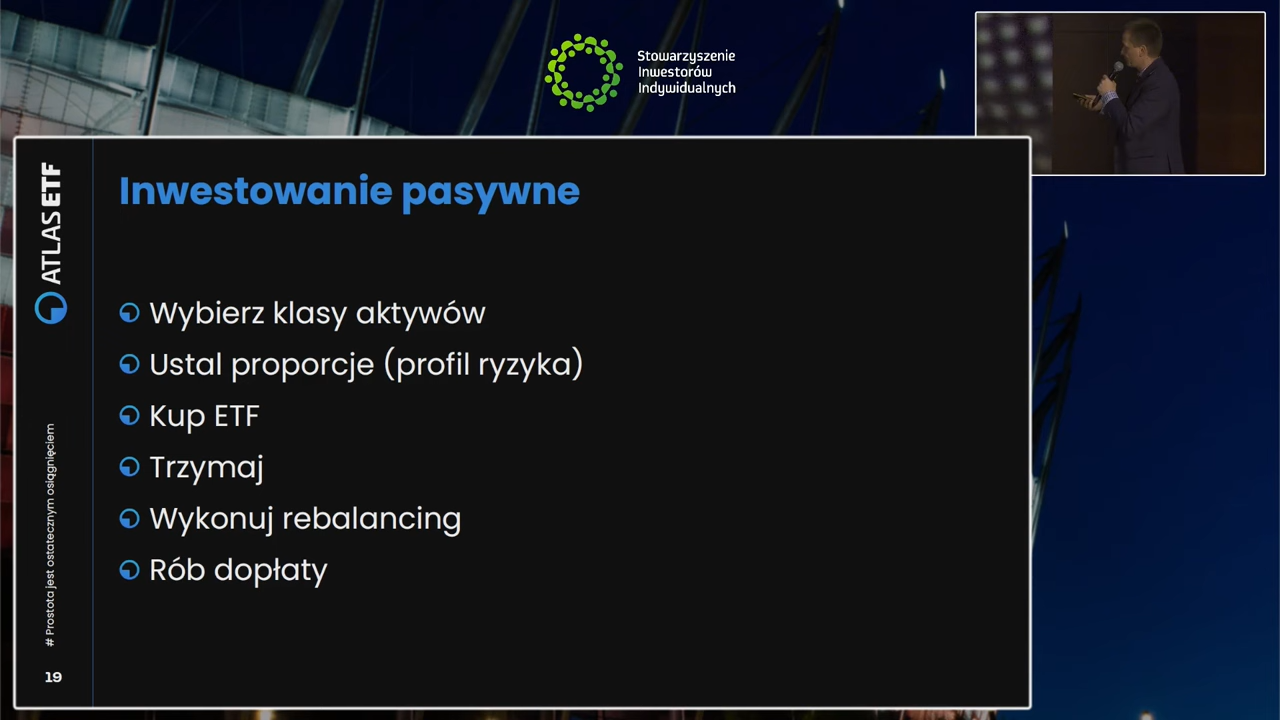 Stowarzyszenie
Inwestorów
Indywidualnych
ATLAS ETF
Inwestowanie pasywne
Wybierz klasy aktywów
Ustal proporcje (profil ryzyka)
Kup ETF
Trzymaj
Wykonuj rebalancing
Rób dopłaty
# Prostota jest ostatecznym osiągnięciem
19